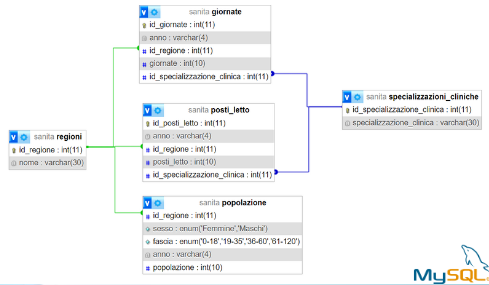 sanita giornate
id_giornate : int(11)
anno : varchar(4)
id_regione : int(11)
giornate : int(10)
id_specializzazione_clinica : int(11)
sanita specializzazioni_cliniche
id_specializzazione_clinica : int(11)
specializzazione_clinica : varchar(30)
sanita posti_letto
id_posti_letto : int(11)
anno : varchar(4)
id_regione : int(11)
posti_letto : int(10)
id_specializzazione_clinica : int(11)
sanita regioni
id_regione : int(11)
nome : varchar(30)
sanita popolazione
id_regione : int(11)
sesso : enum('Femmine','Maschi')
fascia : enum('0-18','19-35','36-60','61-120')
anno : varchar(4)
popolazione : int(10)
MySQL